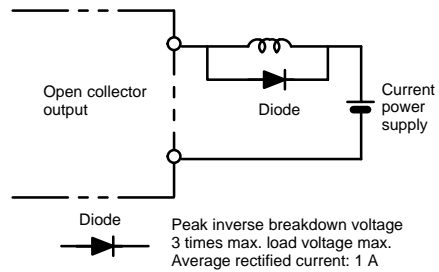 Open collector
output
Diode
Current
power
supply
Diode
Peak inverse breakdown voltage
3 times max. load voltage max.
Average rectified current: 1 A